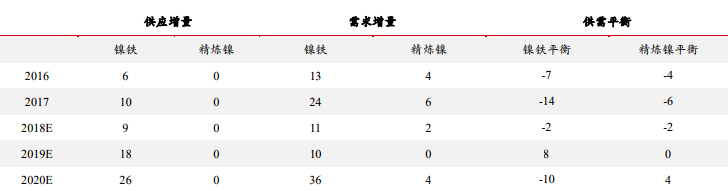 供应增量 需求增量 供需平衡
镍铁 精炼镍 镍铁 精炼镍 镍铁平衡 精炼镍平衡
2016 6 0 13 4 -7 -4
2017 10 0 24 6 -14 -6
2018E 9 0 11 2 -2 -2
2019E 18 0 10 0 8 0
2020E 26 0 36 4 -10 4